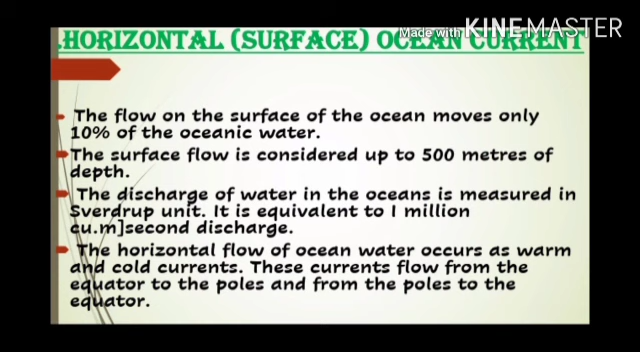 Made with KINEMASTER
.HORIZONTAL (SURFACE) OCEAN CURRENT
The flow on the surface of the ocean moves only
10% of the oceanic water.
The surface flow is considered up to 500 metres of
depth.
The discharge of water in the oceans is measured in
Sverdrup unit. It is equivalent to 1 million
cu.m]second discharge.
The horizontal flow of ocean water occurs as warm
and cold currents. These currents flow from the
equator to the poles and from the poles to the
equator.